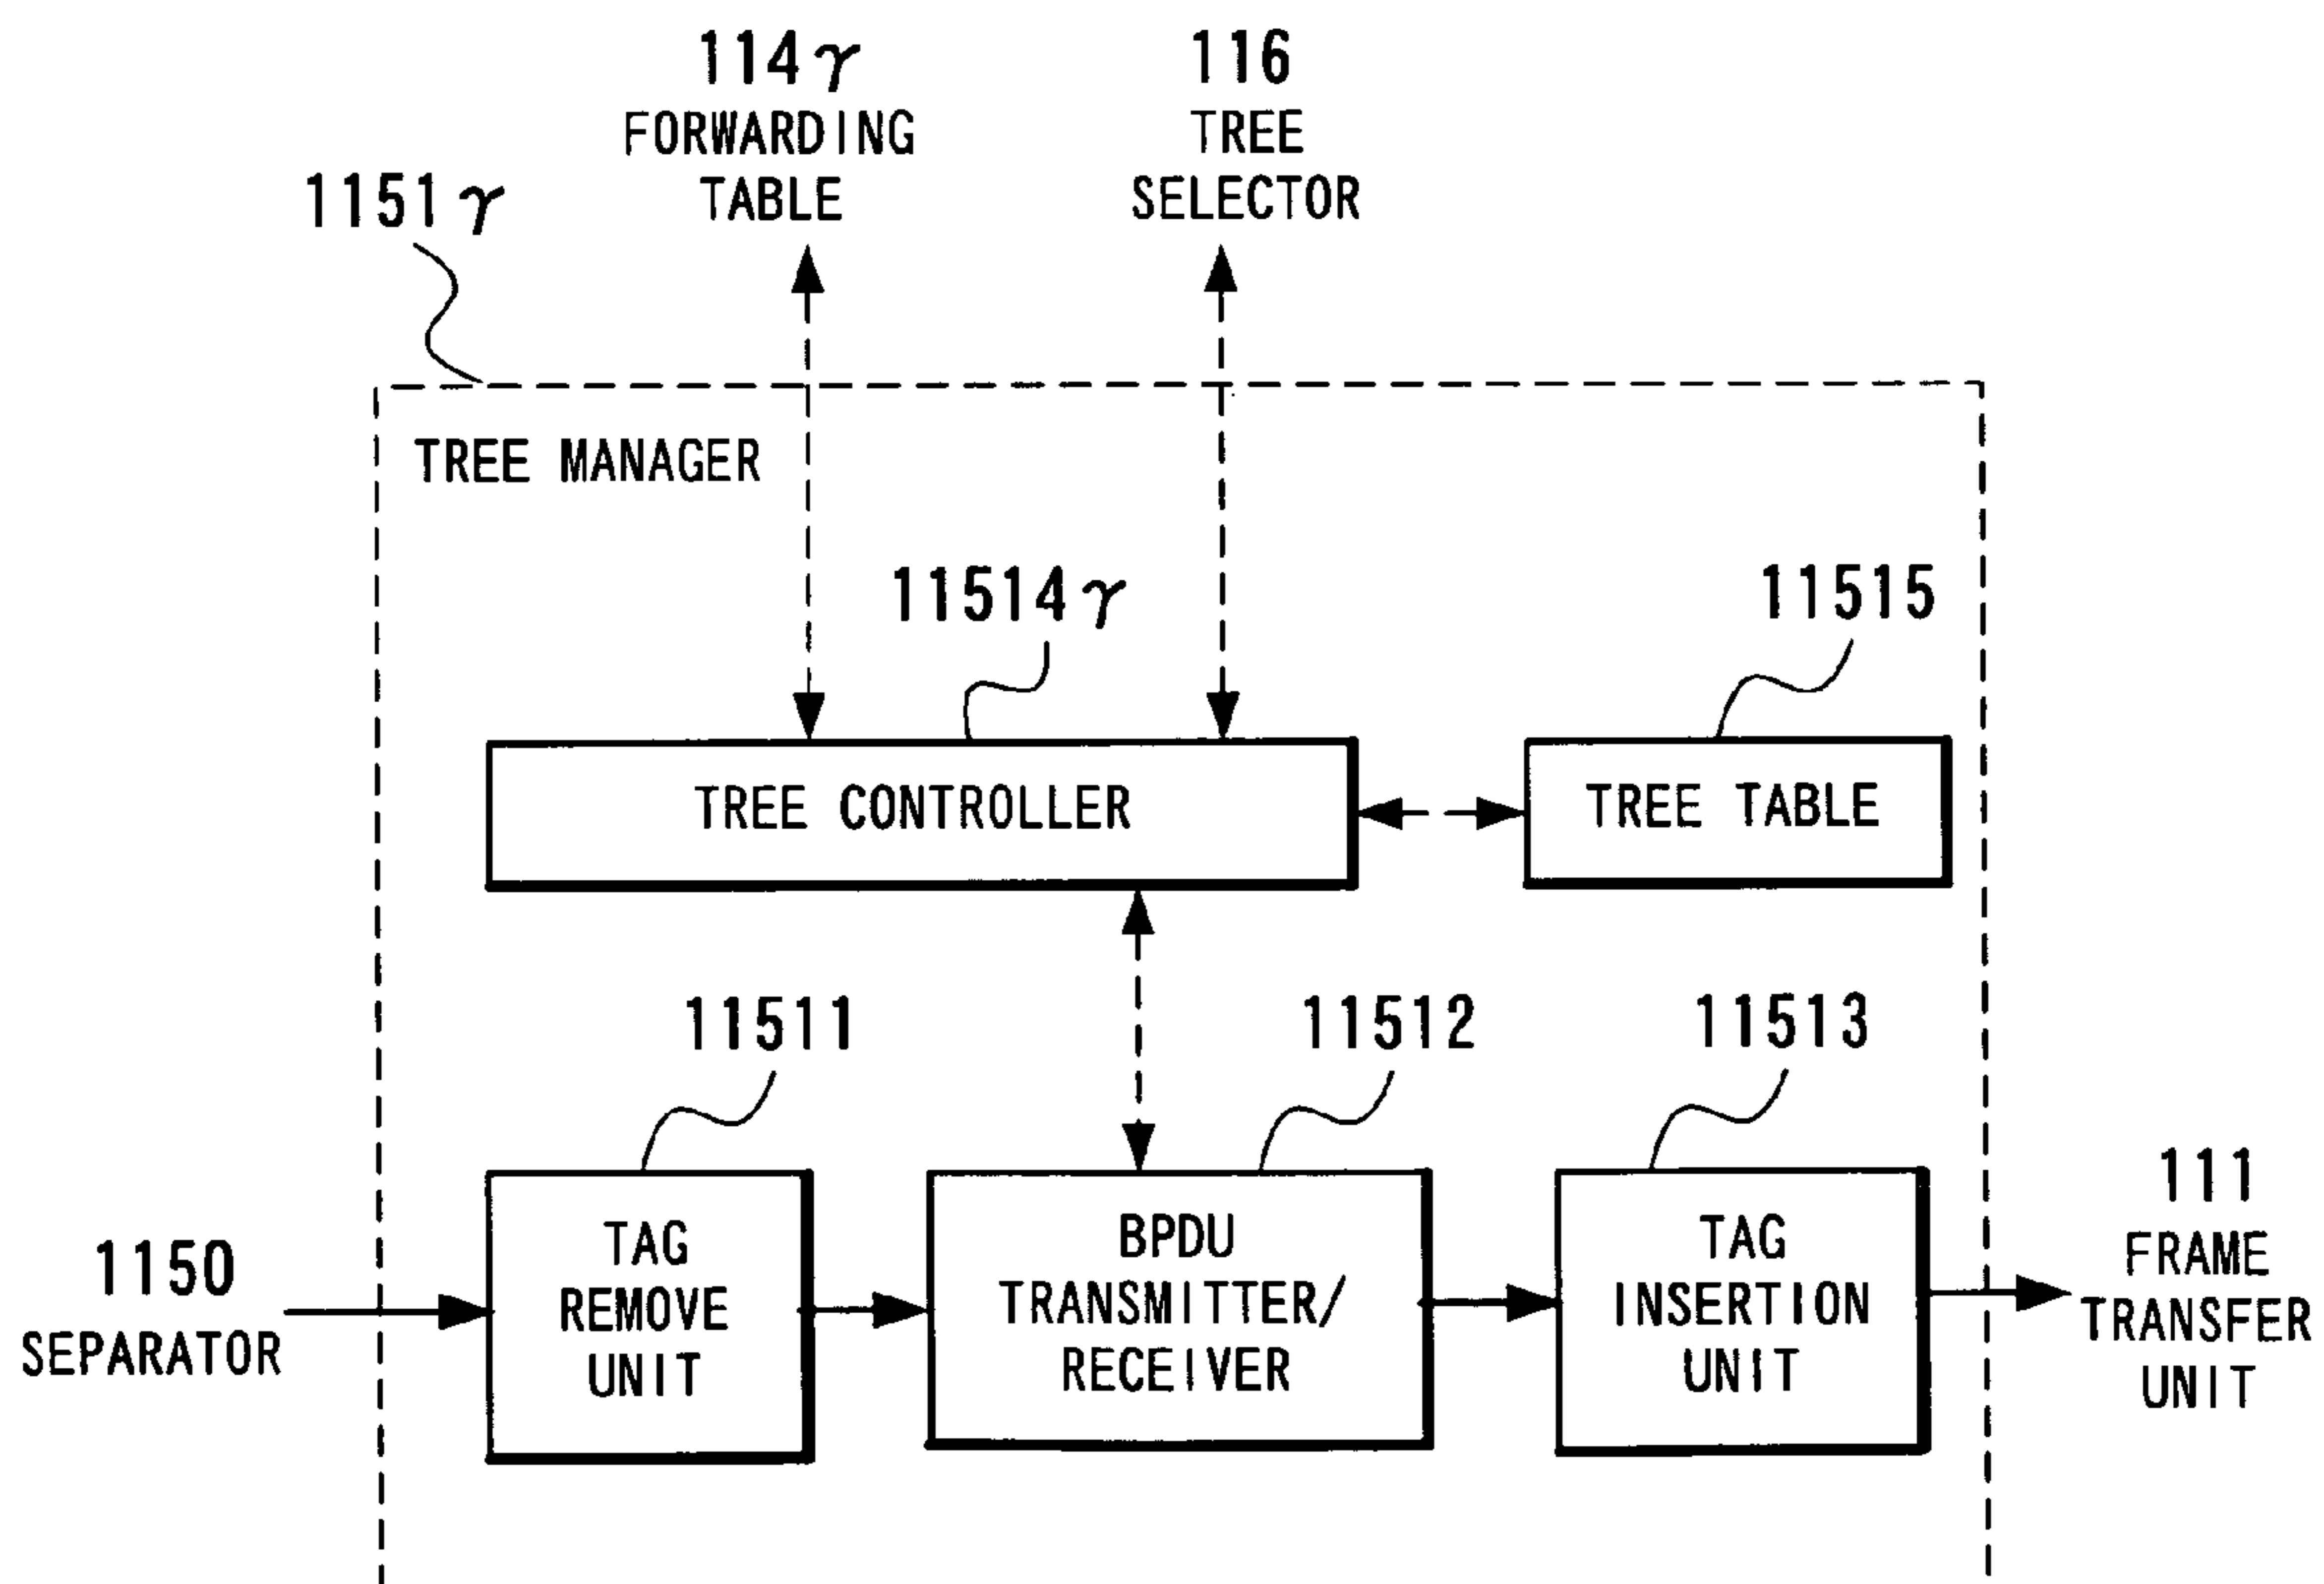 114γ
FORWARDING
TABLE
116
TREE
SELECTOR
1151γ
TREE MANAGER
11514γ
11515
TREE CONTROLLER
TREE TABLE
11511
11512
11513
1150
SEPARATOR
TAG
REMOVE
UNIT
BPDU
TRANSMITTER/
RECEIVER
TAG
INSERTION
UNIT
111
FRAME
TRANSFER
UNIT